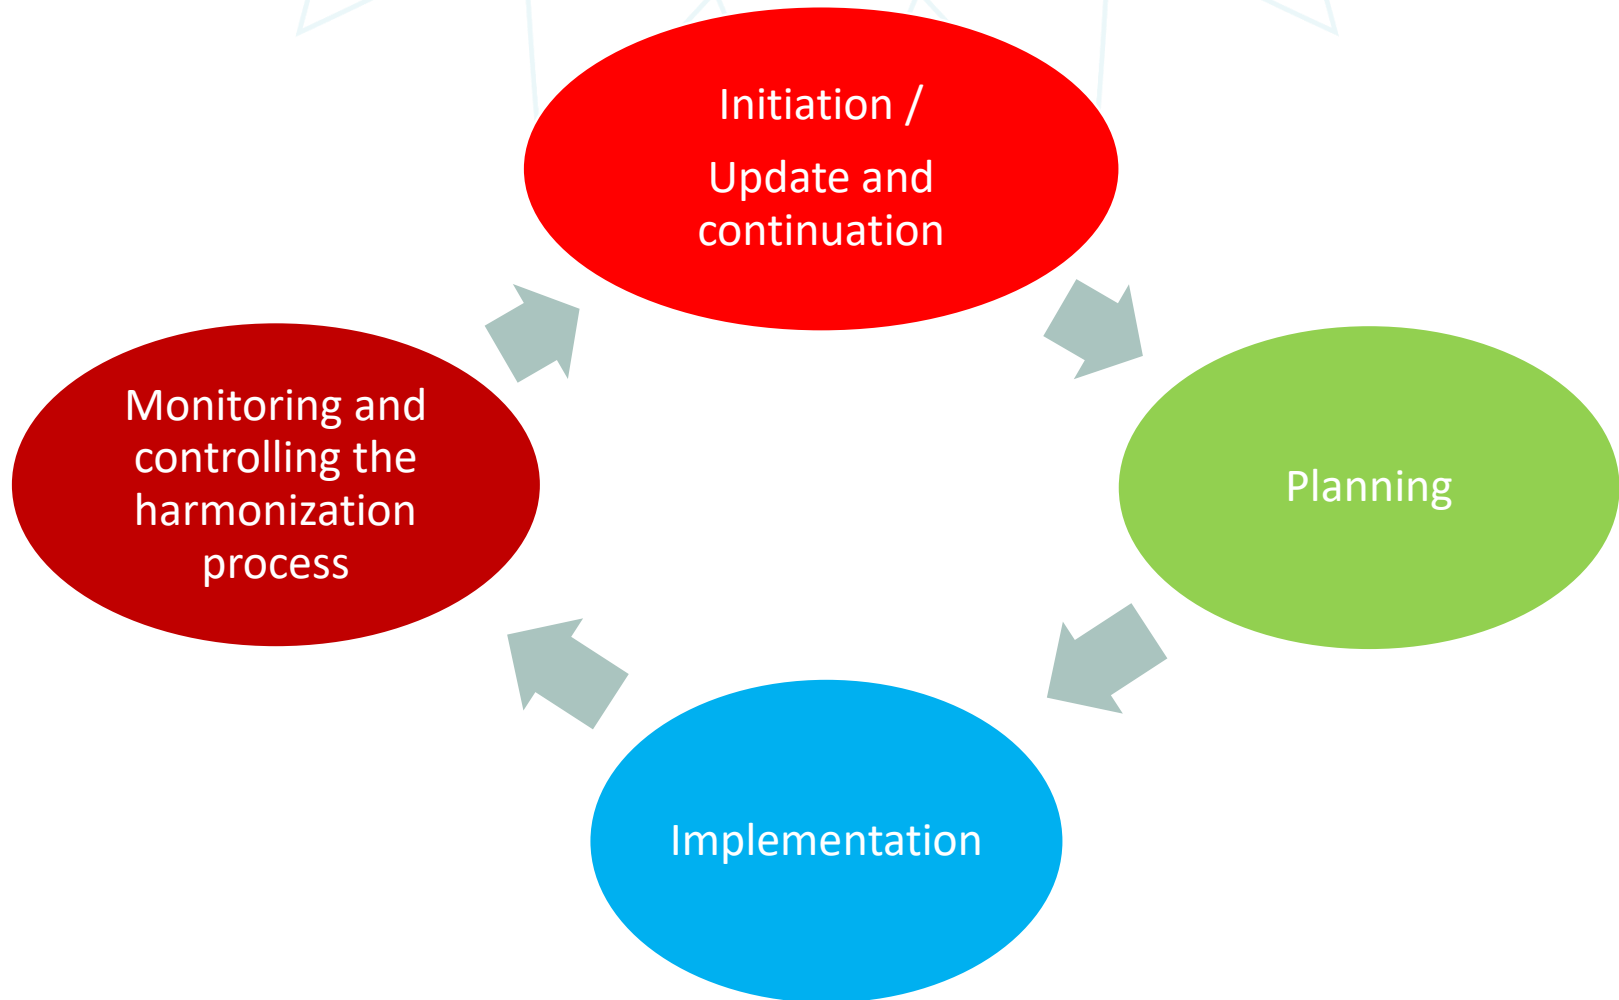 Initiation /
Update and
continuation
Planning
Implementation
Monitoring and
controlling the
harmonization
process